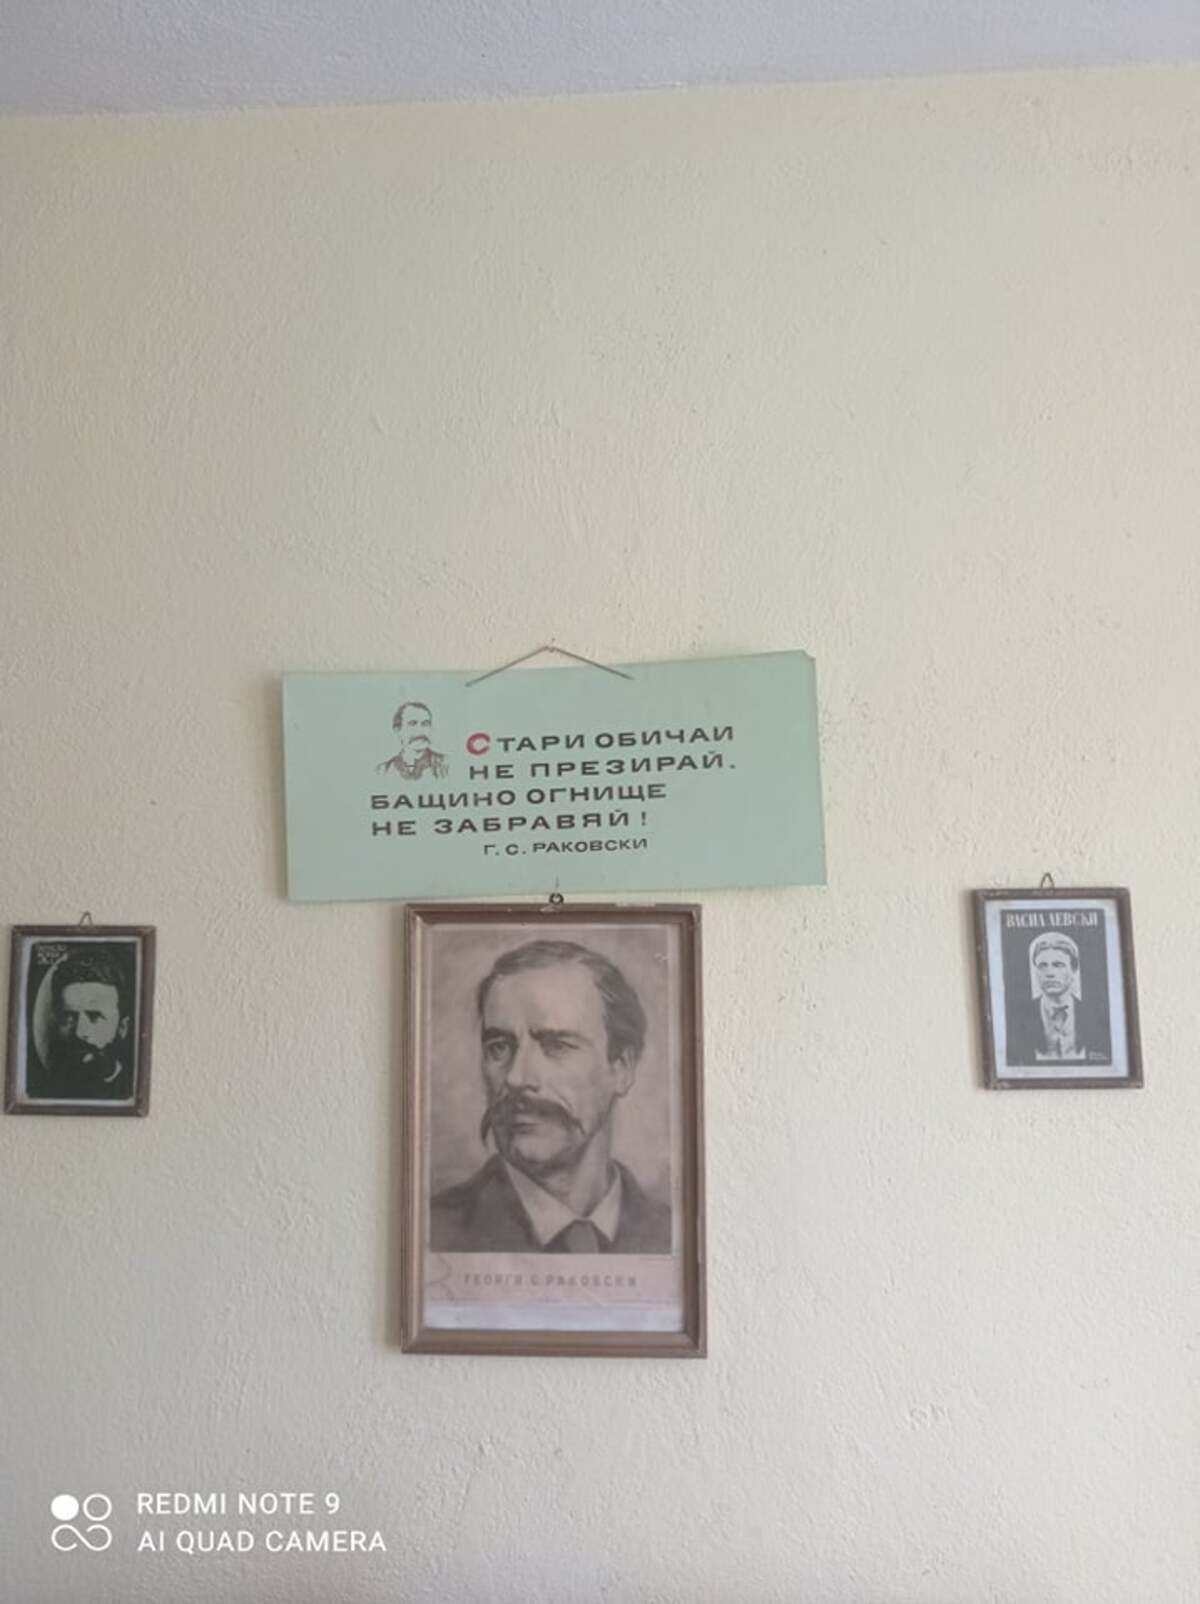 СТАРИ ОБИЧАИ
НЕ ПРЕЗИРАЙ.
БАЩИНО ОГНИЩЕ
НЕ ЗАБРАВЯЙ!
Г. С. РАКОВСКИ
ВАСИЛ ЛЕВСКИ
ГЕОРГИ С. РАКОВСКИ
REDMI NOTE 9
AI QUAD CAMERA